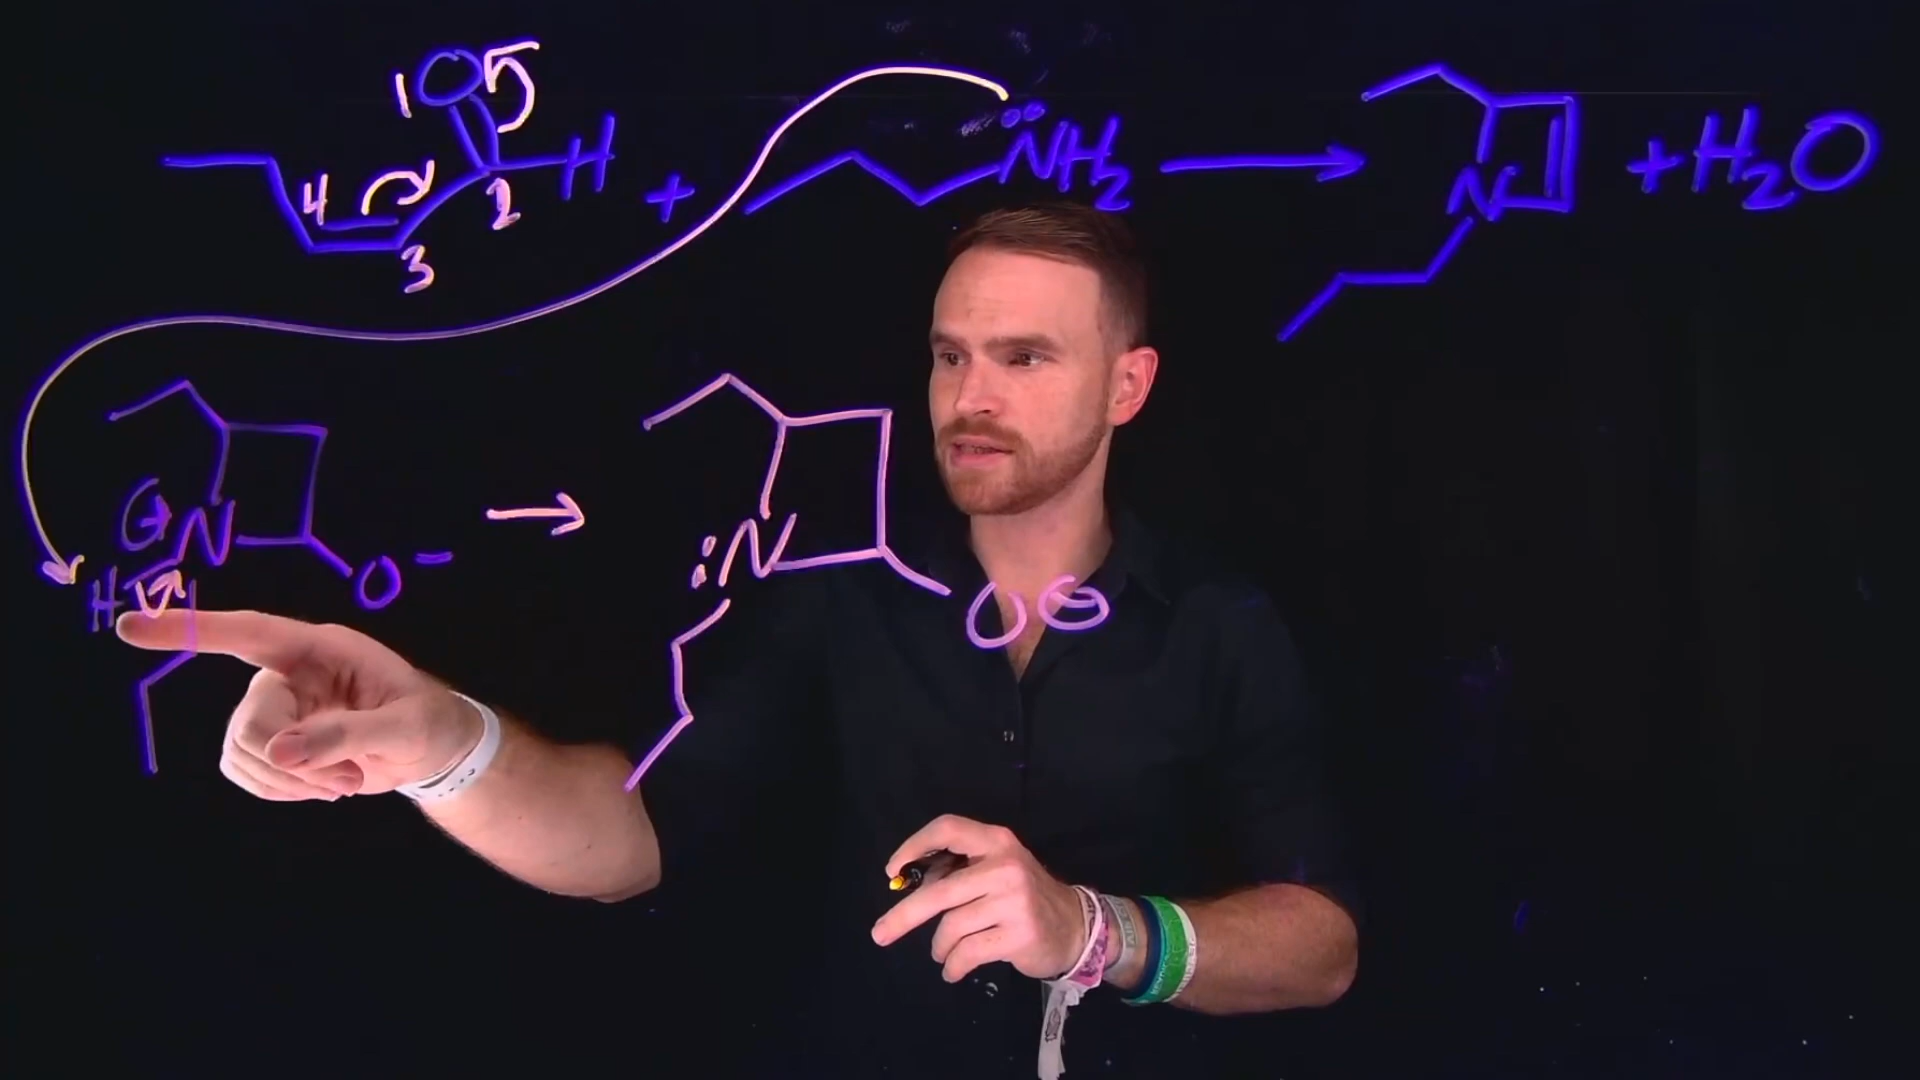 1 O 5
4 2 H + NH2 → N + H2O
3
+ N O − → :N O ⊖
H